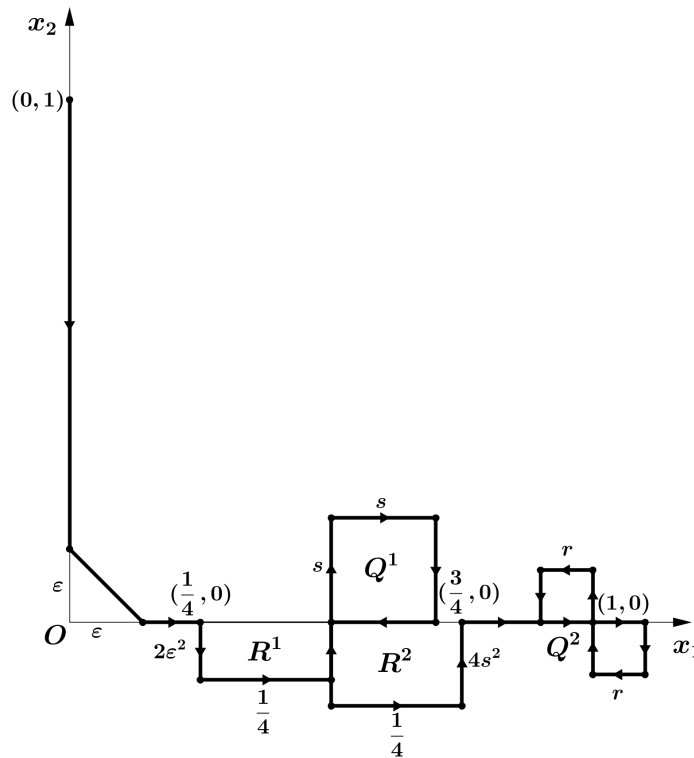 x₂
(0, 1)
s
s
Q¹
r
ε
(1/4, 0)
(3/4, 0)
(1, 0)
O
ε
2ε²
R¹
R²
4s²
Q²
x₁
r
1/4
1/4